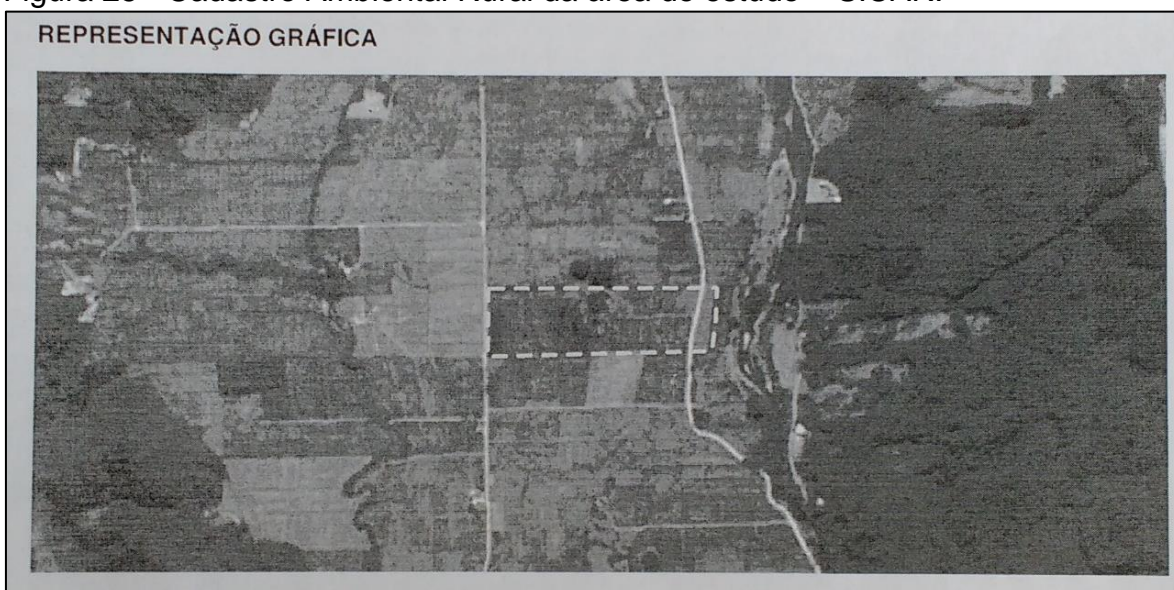 Figura - Cadastro Ambiental Rural da área de estudo – SICAR.
REPRESENTAÇÃO GRÁFICA